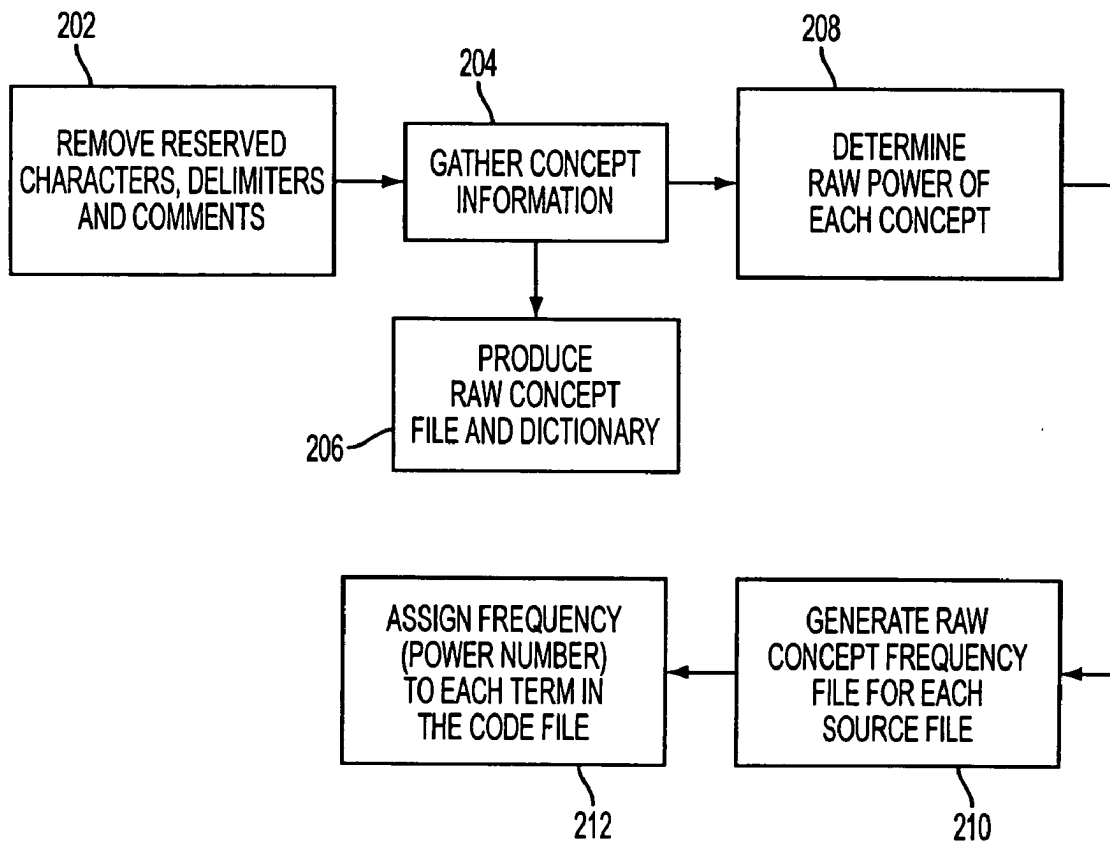 202
REMOVE RESERVED
CHARACTERS, DELIMITERS
AND COMMENTS
204
GATHER CONCEPT
INFORMATION
208
DETERMINE
RAW POWER OF
EACH CONCEPT
PRODUCE
RAW CONCEPT
FILE AND DICTIONARY
206
ASSIGN FREQUENCY
(POWER NUMBER)
TO EACH TERM IN
THE CODE FILE
212
GENERATE RAW
CONCEPT FREQUENCY
FILE FOR EACH
SOURCE FILE
210